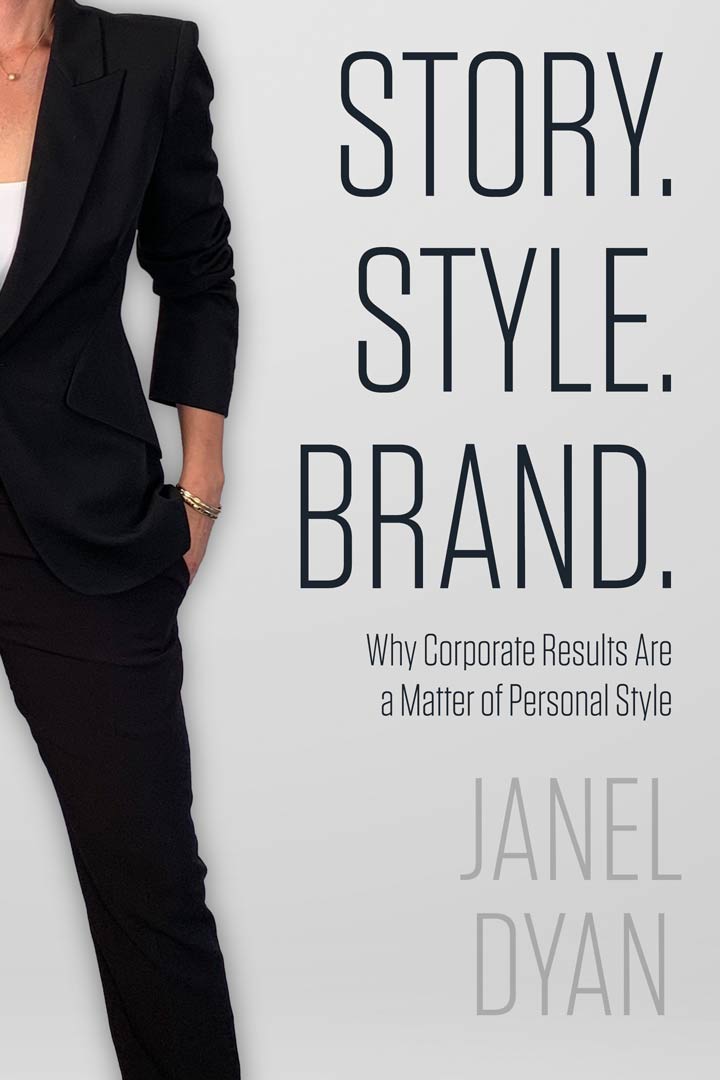 STORY.
STYLE.
BRAND.
Why Corporate Results Are
a Matter of Personal Style
JANEL
DYAN